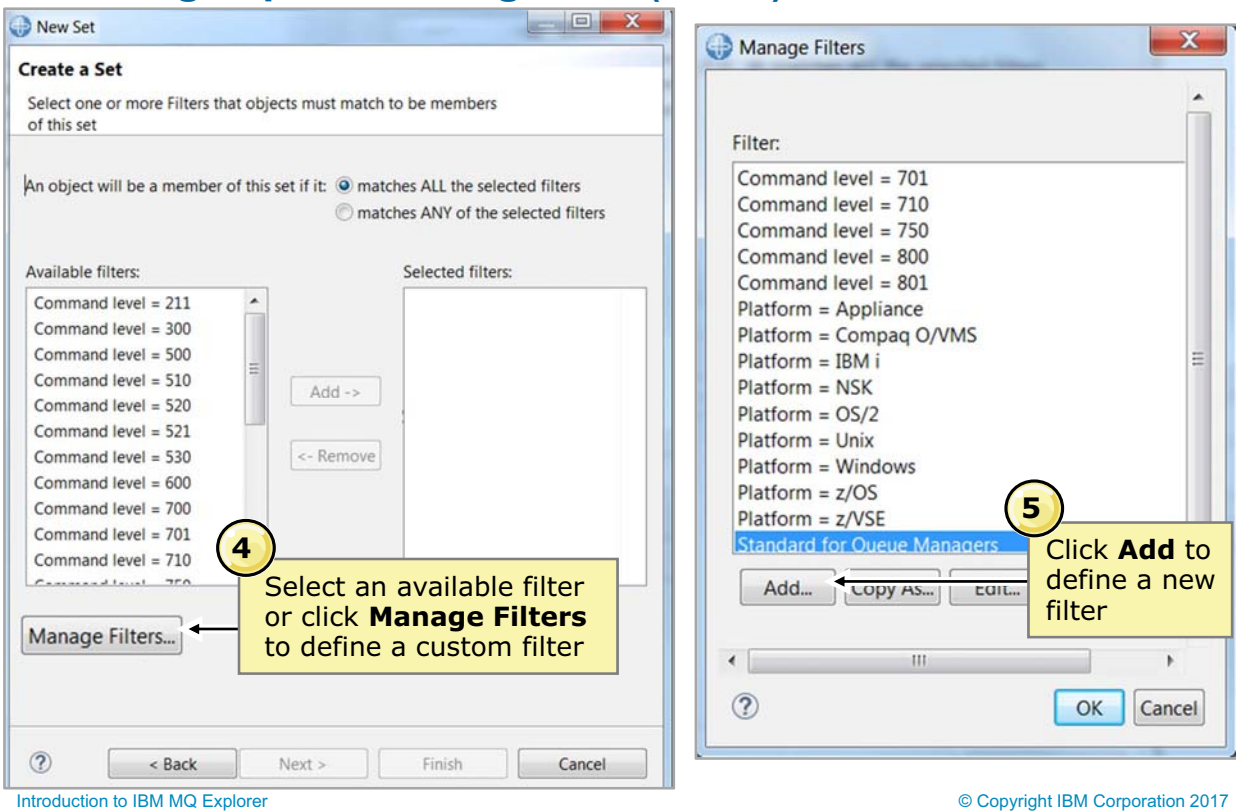 New Set
Create a Set
Select one or more Filters that objects must match to be members
of this set
An object will be a member of this set if it:
matches ALL the selected filters
matches ANY of the selected filters
Available filters:
Command level = 211
Command level = 300
Command level = 500
Command level = 510
Command level = 520
Command level = 521
Command level = 530
Command level = 600
Command level = 700
Command level = 701
Command level = 710
Selected filters:
Add ->
<- Remove
4
Select an available filter
or click Manage Filters
to define a custom filter
Manage Filters...
< Back
Next >
Finish
Cancel
Manage Filters
Filter:
Command level = 701
Command level = 710
Command level = 750
Command level = 800
Command level = 801
Platform = Appliance
Platform = Compaq O/VMS
Platform = IBM i
Platform = NSK
Platform = OS/2
Platform = Unix
Platform = Windows
Platform = z/OS
Platform = z/VSE
Standard for Queue Managers
5
Click Add to
define a new
filter
Add...
Copy As...
Edit...
OK
Cancel
Introduction to IBM MQ Explorer
© Copyright IBM Corporation 2017